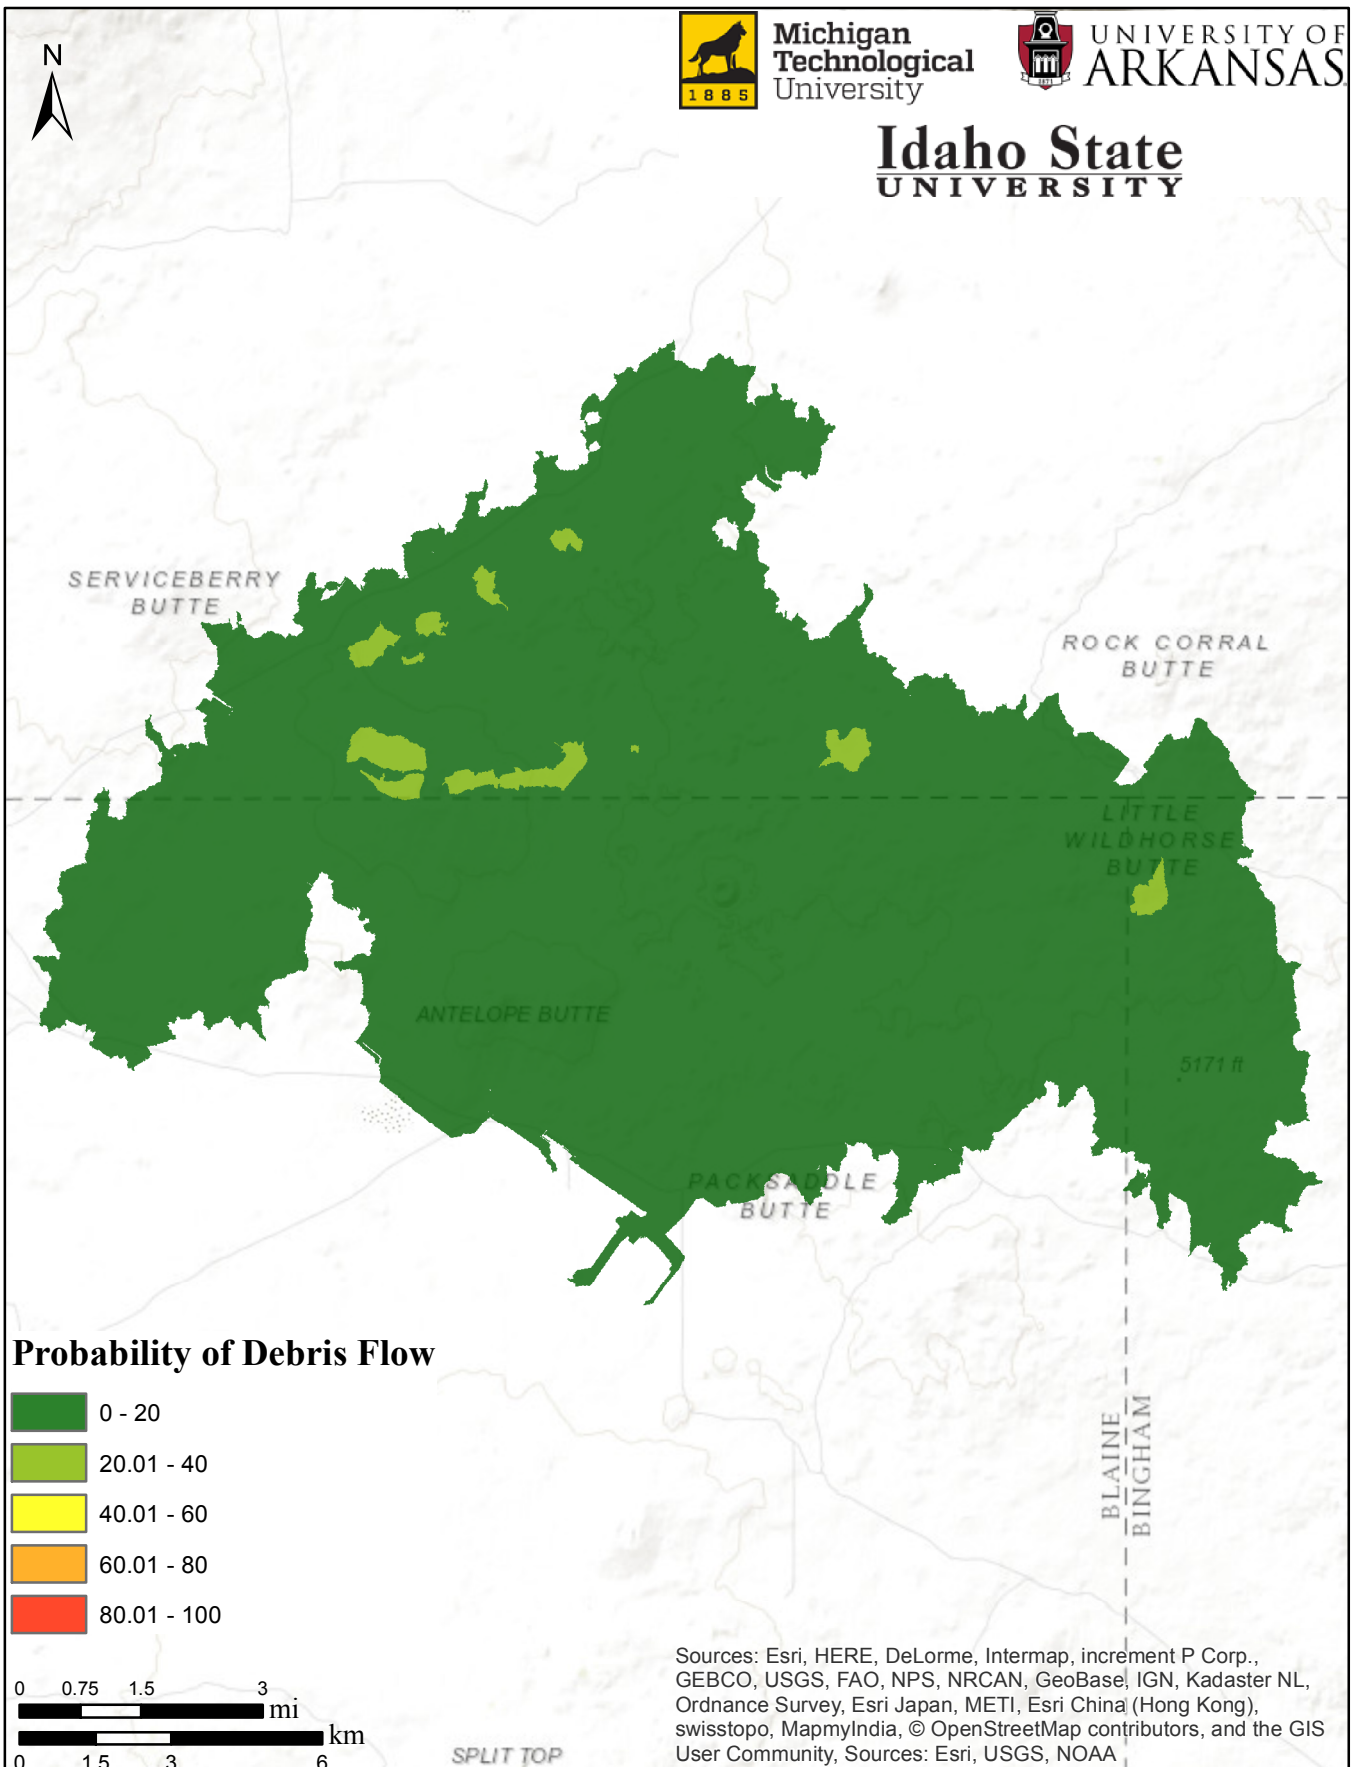 N
Michigan
Technological
University
1885
UNIVERSITY OF
ARKANSAS
1871
Idaho State
UNIVERSITY
SERVICEBERRY
BUTTE
ROCK CORRAL
BUTTE
LITTLE
WILDHORSE
BUTTE
ANTELOPE BUTTE
5171 ft
PACKSADDLE
BUTTE
Probability of Debris Flow
0 - 20
20.01 - 40
40.01 - 60
60.01 - 80
80.01 - 100
BLAINE
BINGHAM
0 0.75 1.5 3
mi
km
0 1.5 3 6
SPLIT TOP
Sources: Esri, HERE, DeLorme, Intermap, increment P Corp.,
GEBCO, USGS, FAO, NPS, NRCAN, GeoBase, IGN, Kadaster NL,
Ordnance Survey, Esri Japan, METI, Esri China (Hong Kong),
swisstopo, MapmyIndia, © OpenStreetMap contributors, and the GIS
User Community, Sources: Esri, USGS, NOAA